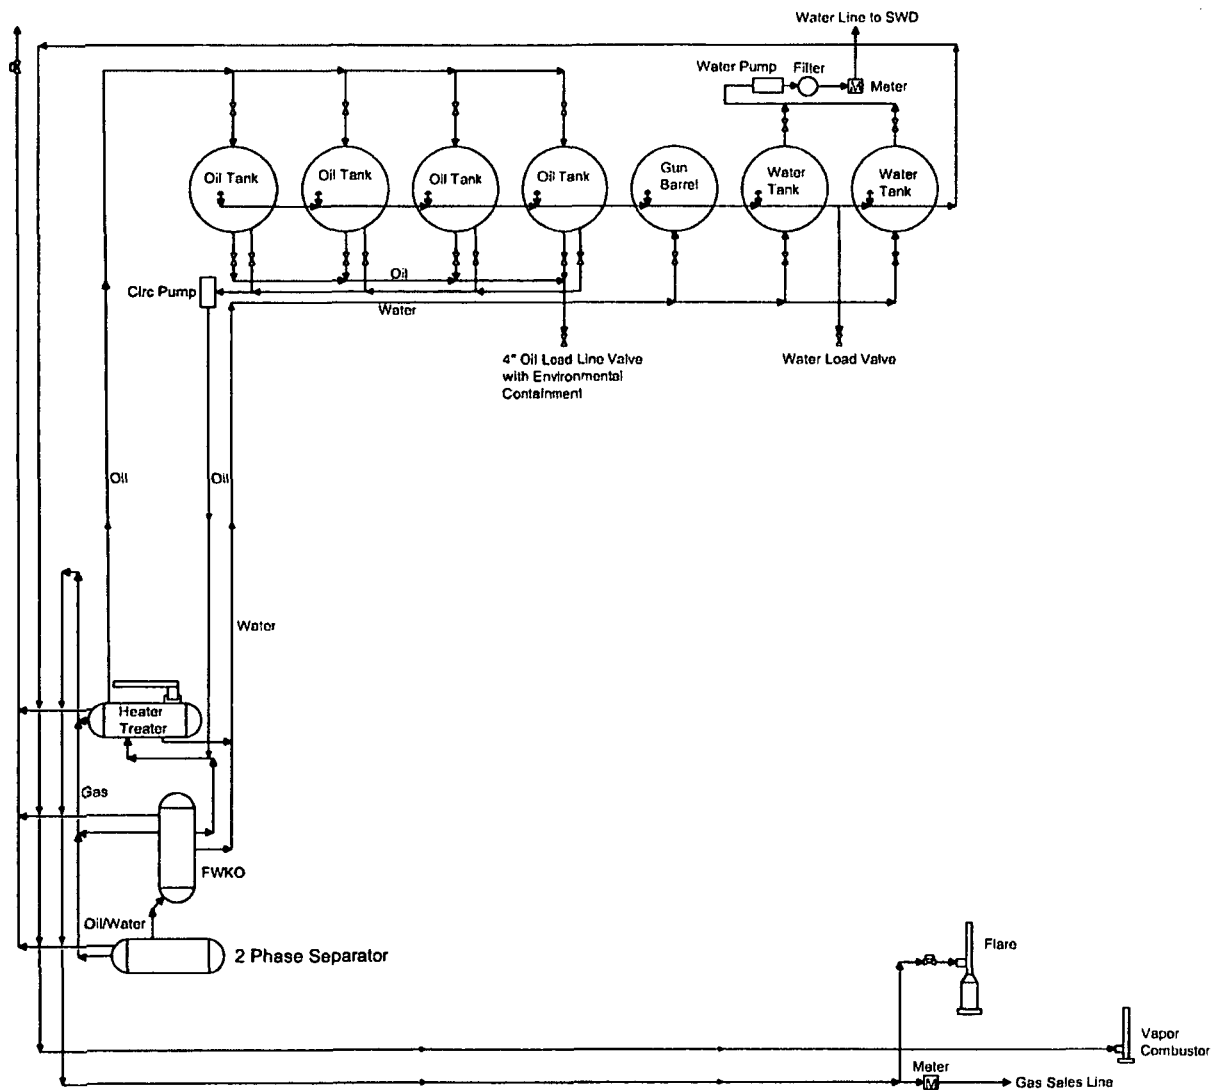 Water Line to SWD
Water Pump
Filter
Meter
Oil Tank
Oil Tank
Oil Tank
Oil Tank
Gun
Barrel
Water
Tank
Water
Tank
Oil
Circ Pump
Water
4" Oil Load Line Valve
with Environmental
Containment
Water Load Valve
Oil
Oil
Water
Heater
Treater
Gas
FWKO
Oil/Water
2 Phase Separator
Flare
Vapor
Combustor
Meter
M
Gas Sales Line